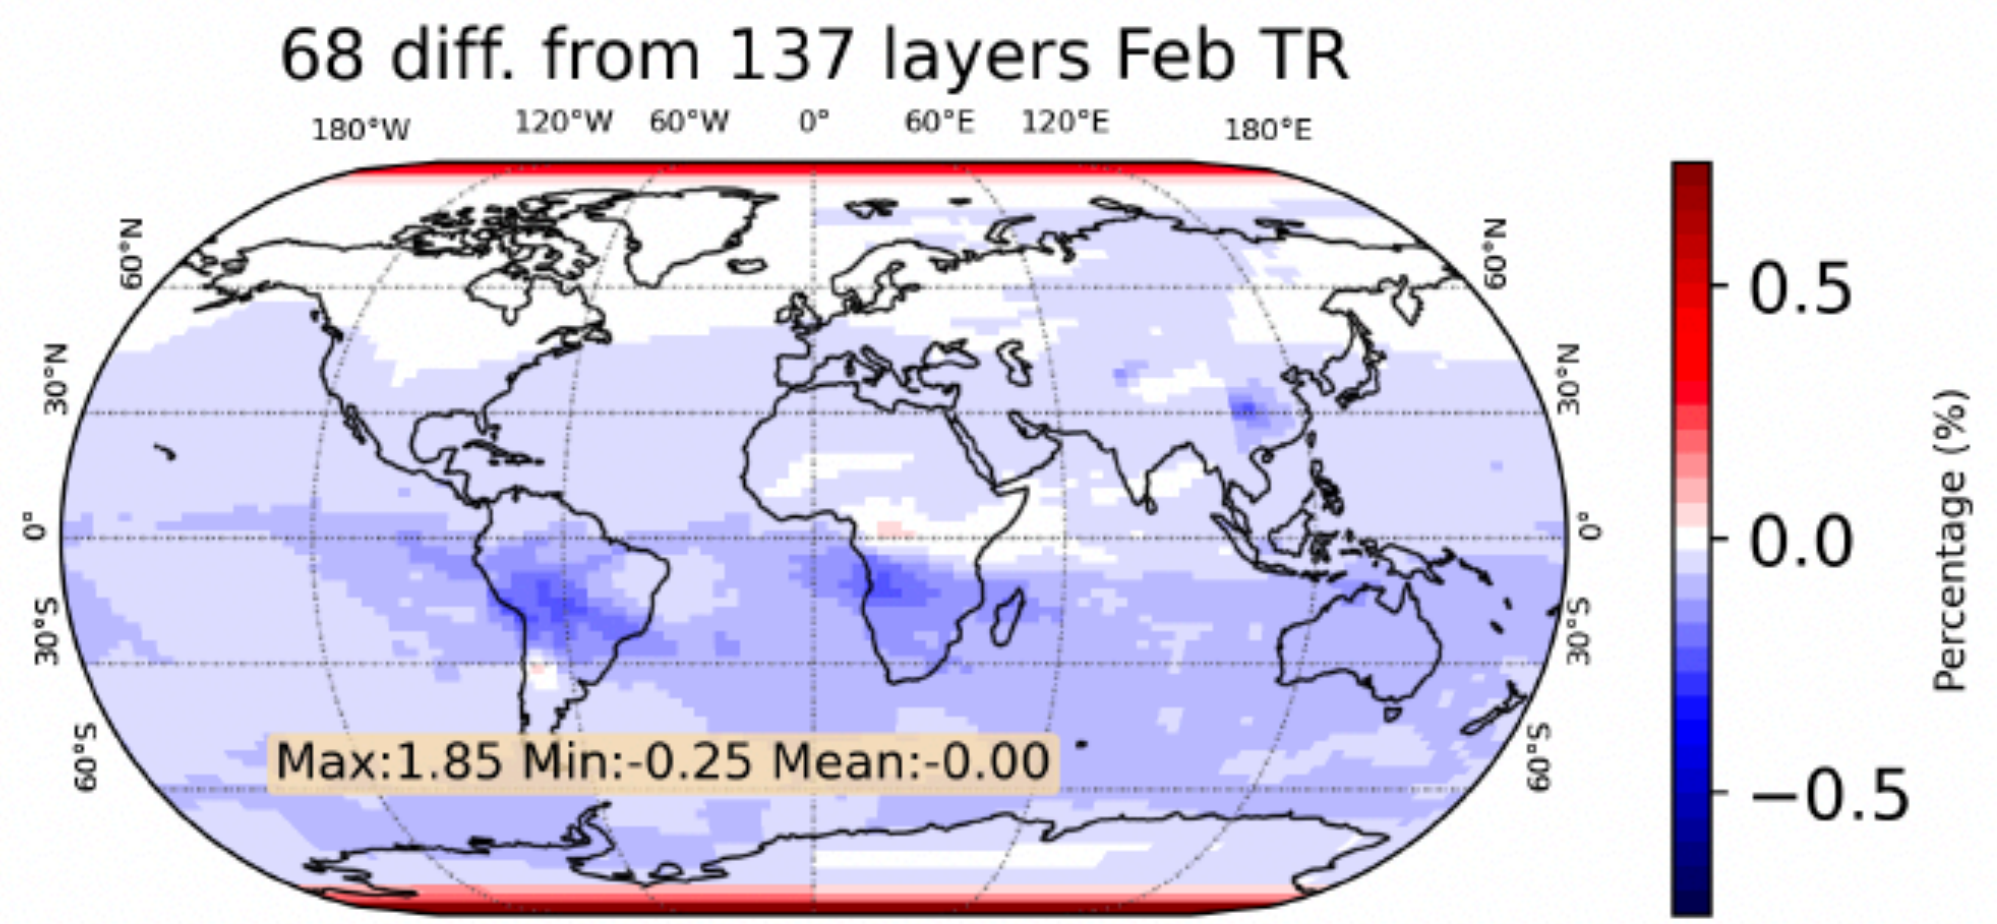 68 diff. from 137 layers Feb TR
180°W 120°W 60°W 0° 60°E 120°E 180°E
60°N 60°N
30°N 30°N
0° 0°
30°S 30°S
60°S 60°S
Max:1.85 Min:-0.25 Mean:-0.00
0.5
0.0
−0.5
Percentage (%)